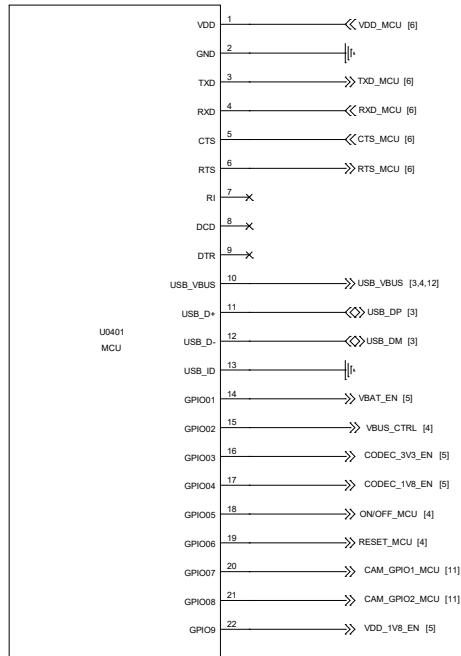 VDD 1 VDD_MCU [6]
GND 2
TXD 3 TXD_MCU [6]
RXD 4 RXD_MCU [6]
CTS 5 CTS_MCU [6]
RTS 6 RTS_MCU [6]
RI 7
DCD 8
DTR 9
USB_VBUS 10 USB_VBUS [3,4,12]
USB_D+ 11 USB_DP [3]
U0401
MCU
USB_D- 12 USB_DM [3]
USB_ID 13
GPIO01 14 VBAT_EN [5]
GPIO02 15 VBUS_CTRL [4]
GPIO03 16 CODEC_3V3_EN [5]
GPIO04 17 CODEC_1V8_EN [5]
GPIO05 18 ON/OFF_MCU [4]
GPIO06 19 RESET_MCU [4]
GPIO07 20 CAM_GPIO1_MCU [11]
GPIO08 21 CAM_GPIO2_MCU [11]
GPIO9 22 VDD_1V8_EN [5]